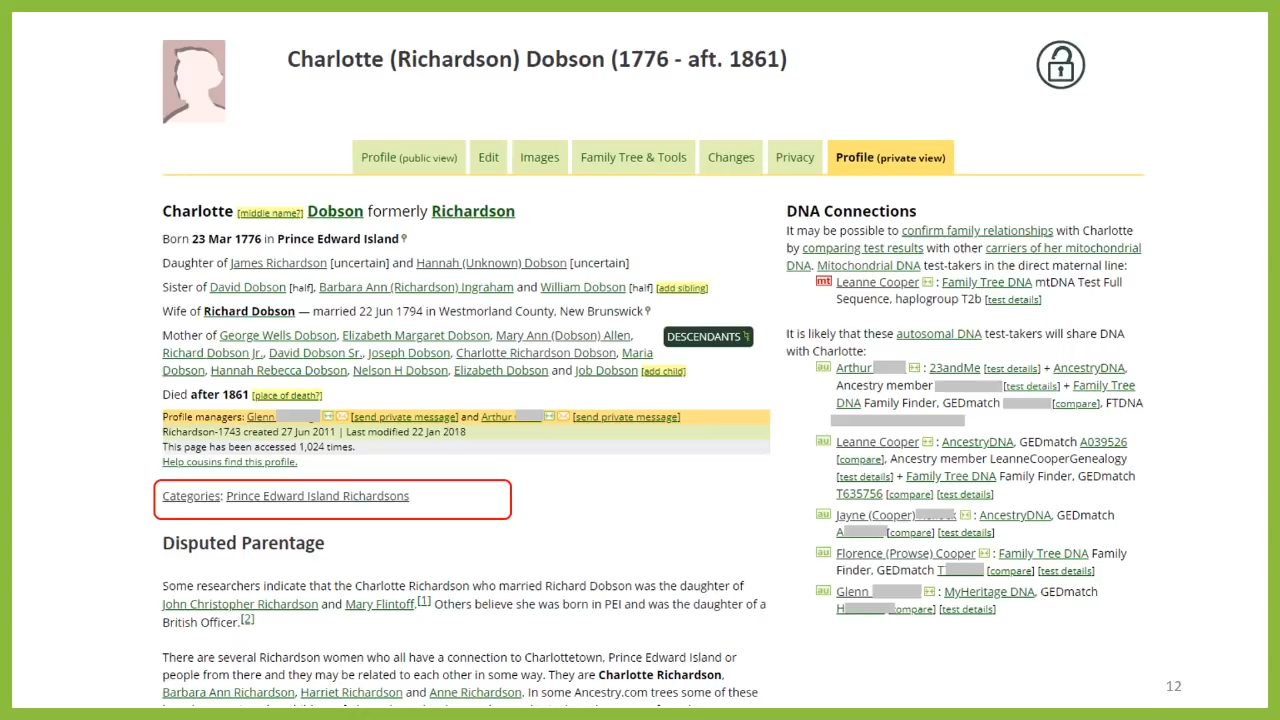 Charlotte (Richardson) Dobson (1776 - aft. 1861)
Profile (public view) Edit Images Family Tree & Tools Changes Privacy Profile (private view)
Charlotte [middle name?] Dobson formerly Richardson
Born 23 Mar 1776 in Prince Edward Island
Daughter of James Richardson [uncertain] and Hannah (Unknown) Dobson [uncertain]
Sister of David Dobson [half], Barbara Ann (Richardson) Ingraham and William Dobson [half] [add sibling]
Wife of Richard Dobson — married 22 Jun 1794 in Westmorland County, New Brunswick
Mother of George Wells Dobson, Elizabeth Margaret Dobson, Mary Ann (Dobson) Allen,
Richard Dobson Jr., David Dobson Sr., Joseph Dobson, Charlotte Richardson Dobson, Maria
Dobson, Hannah Rebecca Dobson, Nelson H Dobson, Elizabeth Dobson and Job Dobson [add child]
DESCENDANTS
Died after 1861 [place of death?]
Profile managers: Glenn [send private message] and Arthur [send private message]
Richardson-1743 created 27 Jun 2011 | Last modified 22 Jan 2018
This page has been accessed 1,024 times.
Help cousins find this profile.
Categories: Prince Edward Island Richardsons
Disputed Parentage
Some researchers indicate that the Charlotte Richardson who married Richard Dobson was the daughter of
John Christopher Richardson and Mary Flintoff.[1] Others believe she was born in PEI and was the daughter of a
British Officer.[2]
There are several Richardson women who all have a connection to Charlottetown, Prince Edward Island or
people from there and they may be related to each other in some way. They are Charlotte Richardson,
Barbara Ann Richardson, Harriet Richardson and Anne Richardson. In some Ancestry.com trees some of these
DNA Connections
It may be possible to confirm family relationships with Charlotte
by comparing test results with other carriers of her mitochondrial
DNA. Mitochondrial DNA test-takers in the direct maternal line:
mt Leanne Cooper : Family Tree DNA mtDNA Test Full
Sequence, haplogroup T2b [test details]
It is likely that these autosomal DNA test-takers will share DNA
with Charlotte:
au Arthur : 23andMe [test details] + AncestryDNA,
Ancestry member [test details] + Family Tree
DNA Family Finder, GEDmatch [compare], FTDNA
au Leanne Cooper : AncestryDNA, GEDmatch A039526
[compare], Ancestry member LeanneCooperGenealogy
[test details] + Family Tree DNA Family Finder, GEDmatch
T635756 [compare] [test details]
au Jayne (Cooper) : AncestryDNA, GEDmatch
A [compare] [test details]
au Florence (Prowse) Cooper : Family Tree DNA Family
Finder, GEDmatch T [compare] [test details]
au Glenn : MyHeritage DNA, GEDmatch
H ompare] [test details]
12